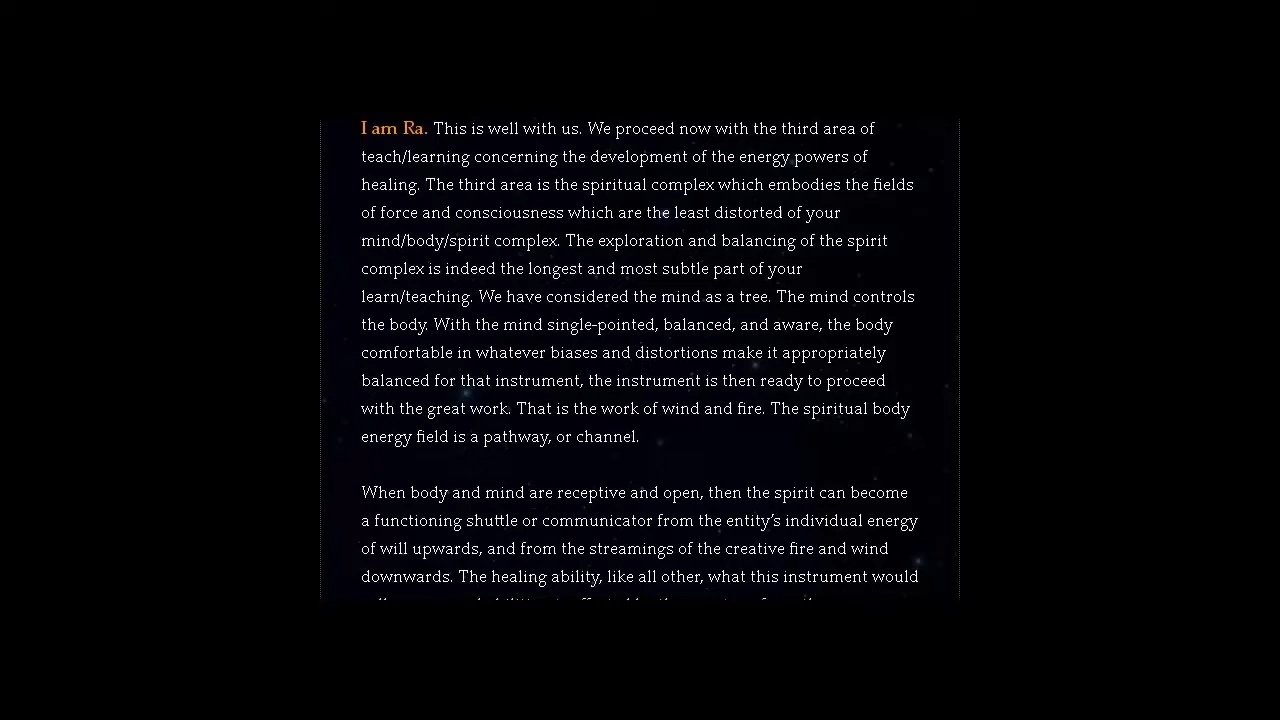 I am Ra. This is well with us. We proceed now with the third area of
teach/learning concerning the development of the energy powers of
healing. The third area is the spiritual complex which embodies the fields
of force and consciousness which are the least distorted of your
mind/body/spirit complex. The exploration and balancing of the spirit
complex is indeed the longest and most subtle part of your
learn/teaching. We have considered the mind as a tree. The mind controls
the body. With the mind single-pointed, balanced, and aware, the body
comfortable in whatever biases and distortions make it appropriately
balanced for that instrument, the instrument is then ready to proceed
with the great work. That is the work of wind and fire. The spiritual body
energy field is a pathway, or channel.
When body and mind are receptive and open, then the spirit can become
a functioning shuttle or communicator from the entity’s individual energy
of will upwards, and from the streamings of the creative fire and wind
downwards. The healing ability, like all other, what this instrument would